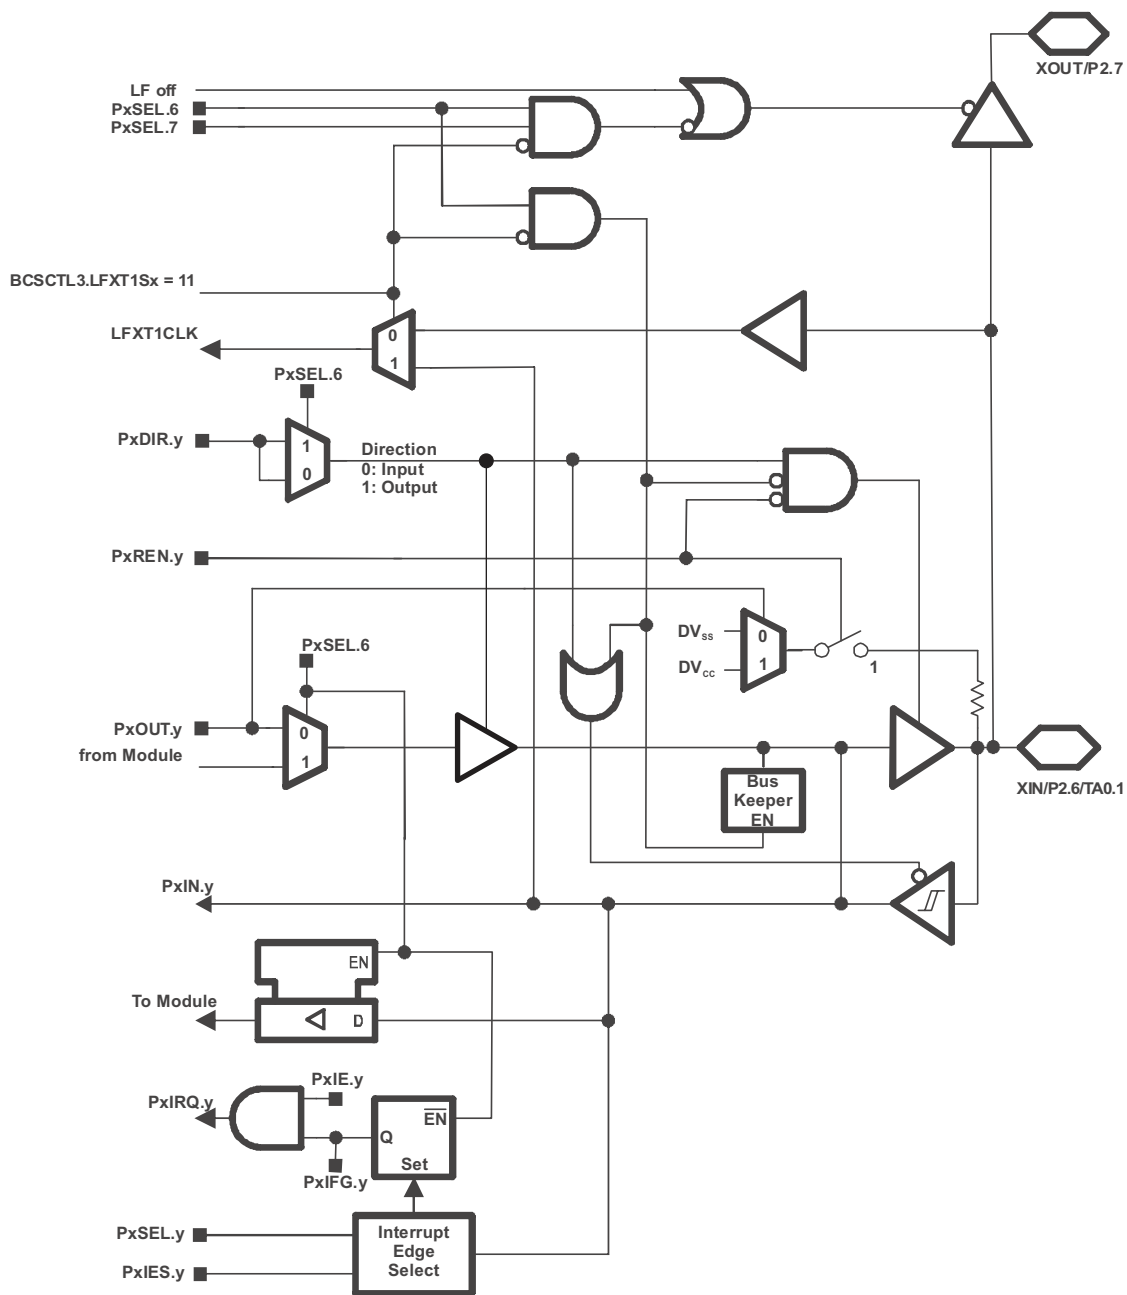 XOUT/P2.7
LF off
PxSEL.6
PxSEL.7
BCSCTL3.LFXT1Sx = 11
LFXT1CLK
0
1
PxSEL.6
PxDIR.y
1
0
Direction
0: Input
1: Output
PxREN.y
DVss
0
DVcc
1
1
PxSEL.6
PxOUT.y
0
from Module
1
Bus
Keeper
EN
XIN/P2.6/TA0.1
PxIN.y
EN
To Module
D
PxIE.y
PxIRQ.y
EN
Q
Set
PxIFG.y
PxSEL.y
PxIES.y
Interrupt
Edge
Select